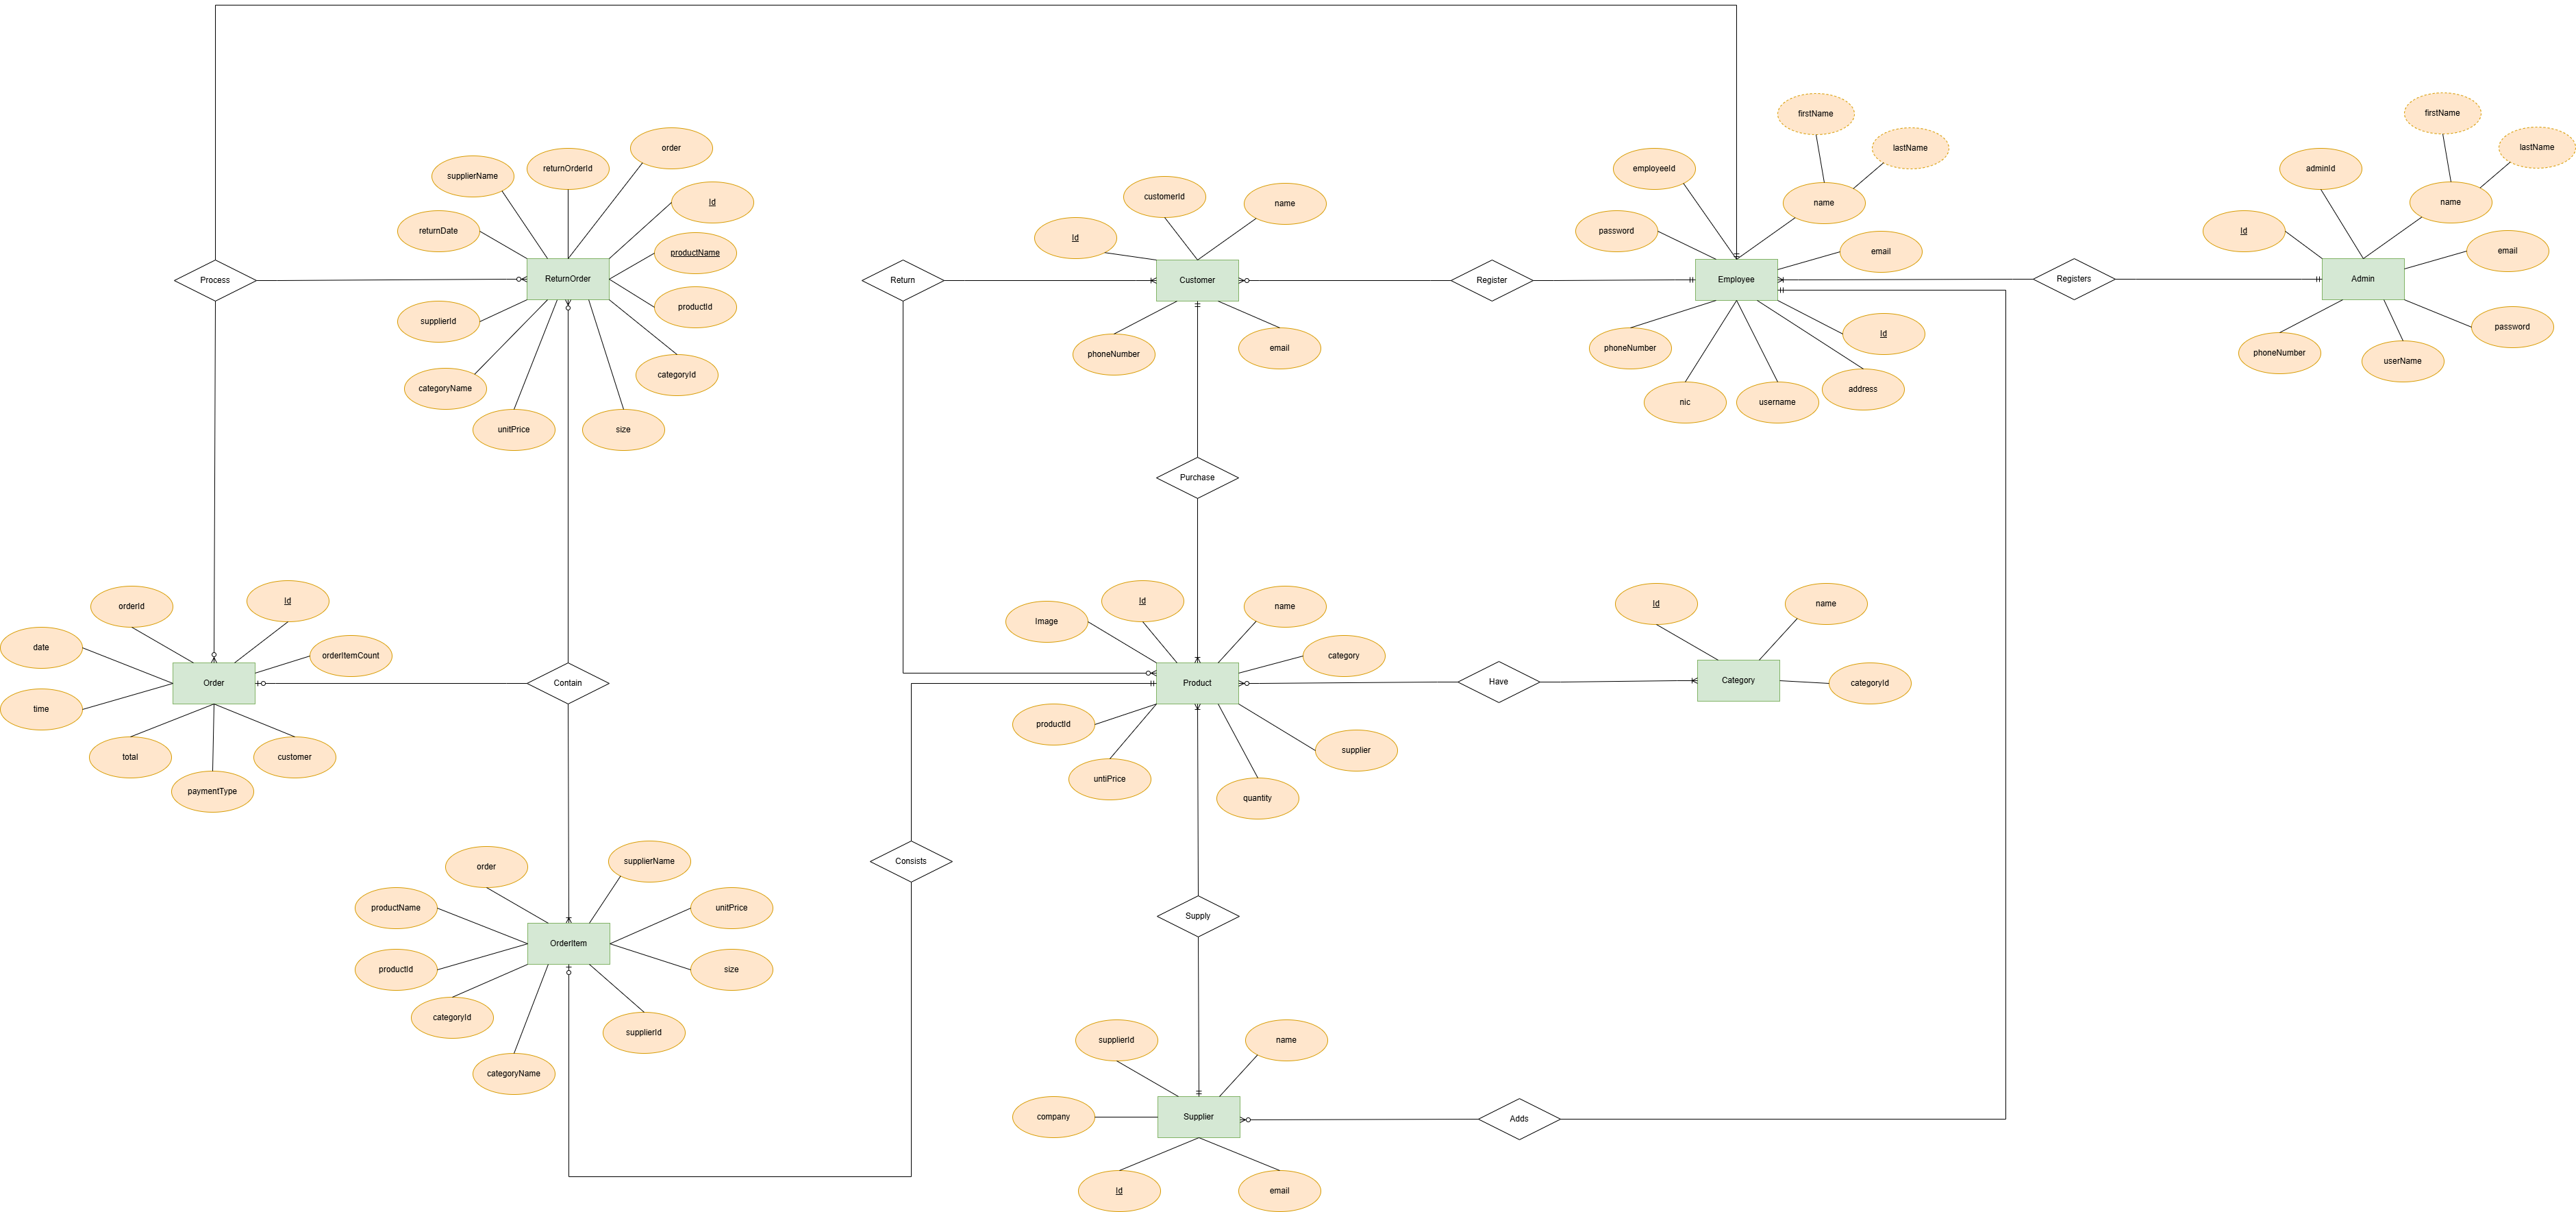 firstName
lastName
firstName
lastName
order
supplierName
returnOrderId
employeeId
adminId
customerId
name
name
name
Id
returnDate
Id
password
Id
email
email
productName
Process
ReturnOrder
Return
Customer
Register
Employee
Registers
Admin
productId
supplierId
phoneNumber
email
phoneNumber
Id
phoneNumber
userName
password
categoryName
categoryId
nic
username
address
unitPrice
size
Purchase
orderId
Id
Image
Id
name
Id
name
date
orderItemCount
category
Order
Contain
Product
Have
Category
categoryId
time
productId
supplier
total
customer
paymentType
untiPrice
quantity
order
supplierName
Consists
productName
unitPrice
Supply
OrderItem
productId
size
categoryId
supplierId
supplierId
name
categoryName
company
Supplier
Adds
Id
email